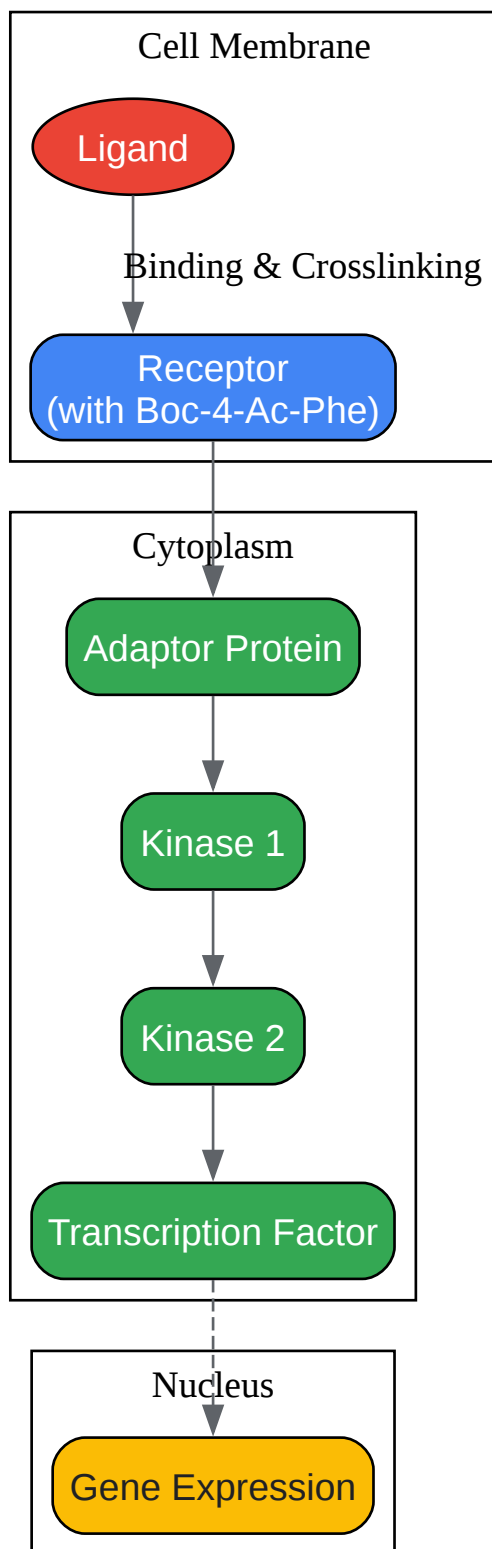 Cell Membrane
Ligand
Binding & Crosslinking
Receptor
(with Boc-4-Ac-Phe)
Cytoplasm
Adaptor Protein
Kinase 1
Kinase 2
Transcription Factor
Nucleus
Gene Expression